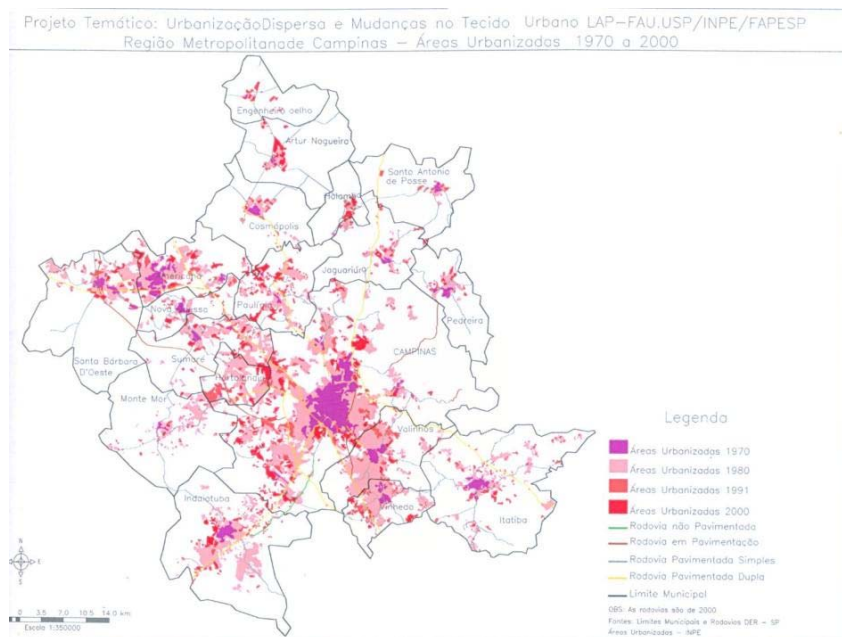 Projeto Temático: UrbanizaçãoDispersa e Mudanças no Tecido Urbano LAP-FAU.USP/INPE/FAPESP
Região Metropolitanade Campinas - Áreas Urbanizadas 1970 a 2000
Engenheiro oelho
Artur Nogueira
Santo Antonio
de Posse
Holambra
Cosmópolis
Jaguariúna
Americana
Paulínia
Nova Odessa
Pedreira
CAMPINAS
Santa Bárbara
D'Oeste
Sumaré
Hortolândia
Monte Mor
Valinhos
Indaiatuba
Vinhedo
Itatiba
Legenda
Áreas Urbanizadas 1970
Áreas Urbanizadas 1980
Áreas Urbanizadas 1991
Áreas Urbanizadas 2000
Rodovia não Pavimentada
Rodovia em Pavimentação
Rodovia Pavimentada Simples
Rodovia Pavimentada Dupla
Limite Municipal
OBS: As rodovias são de 2000
Fontes: Limites Municipais e Rodovias DER - SP
Áreas Urbanizadas - INPE
N
E
S
0 3.5 7.0 10.5 14.0 km
Escala 1:350000